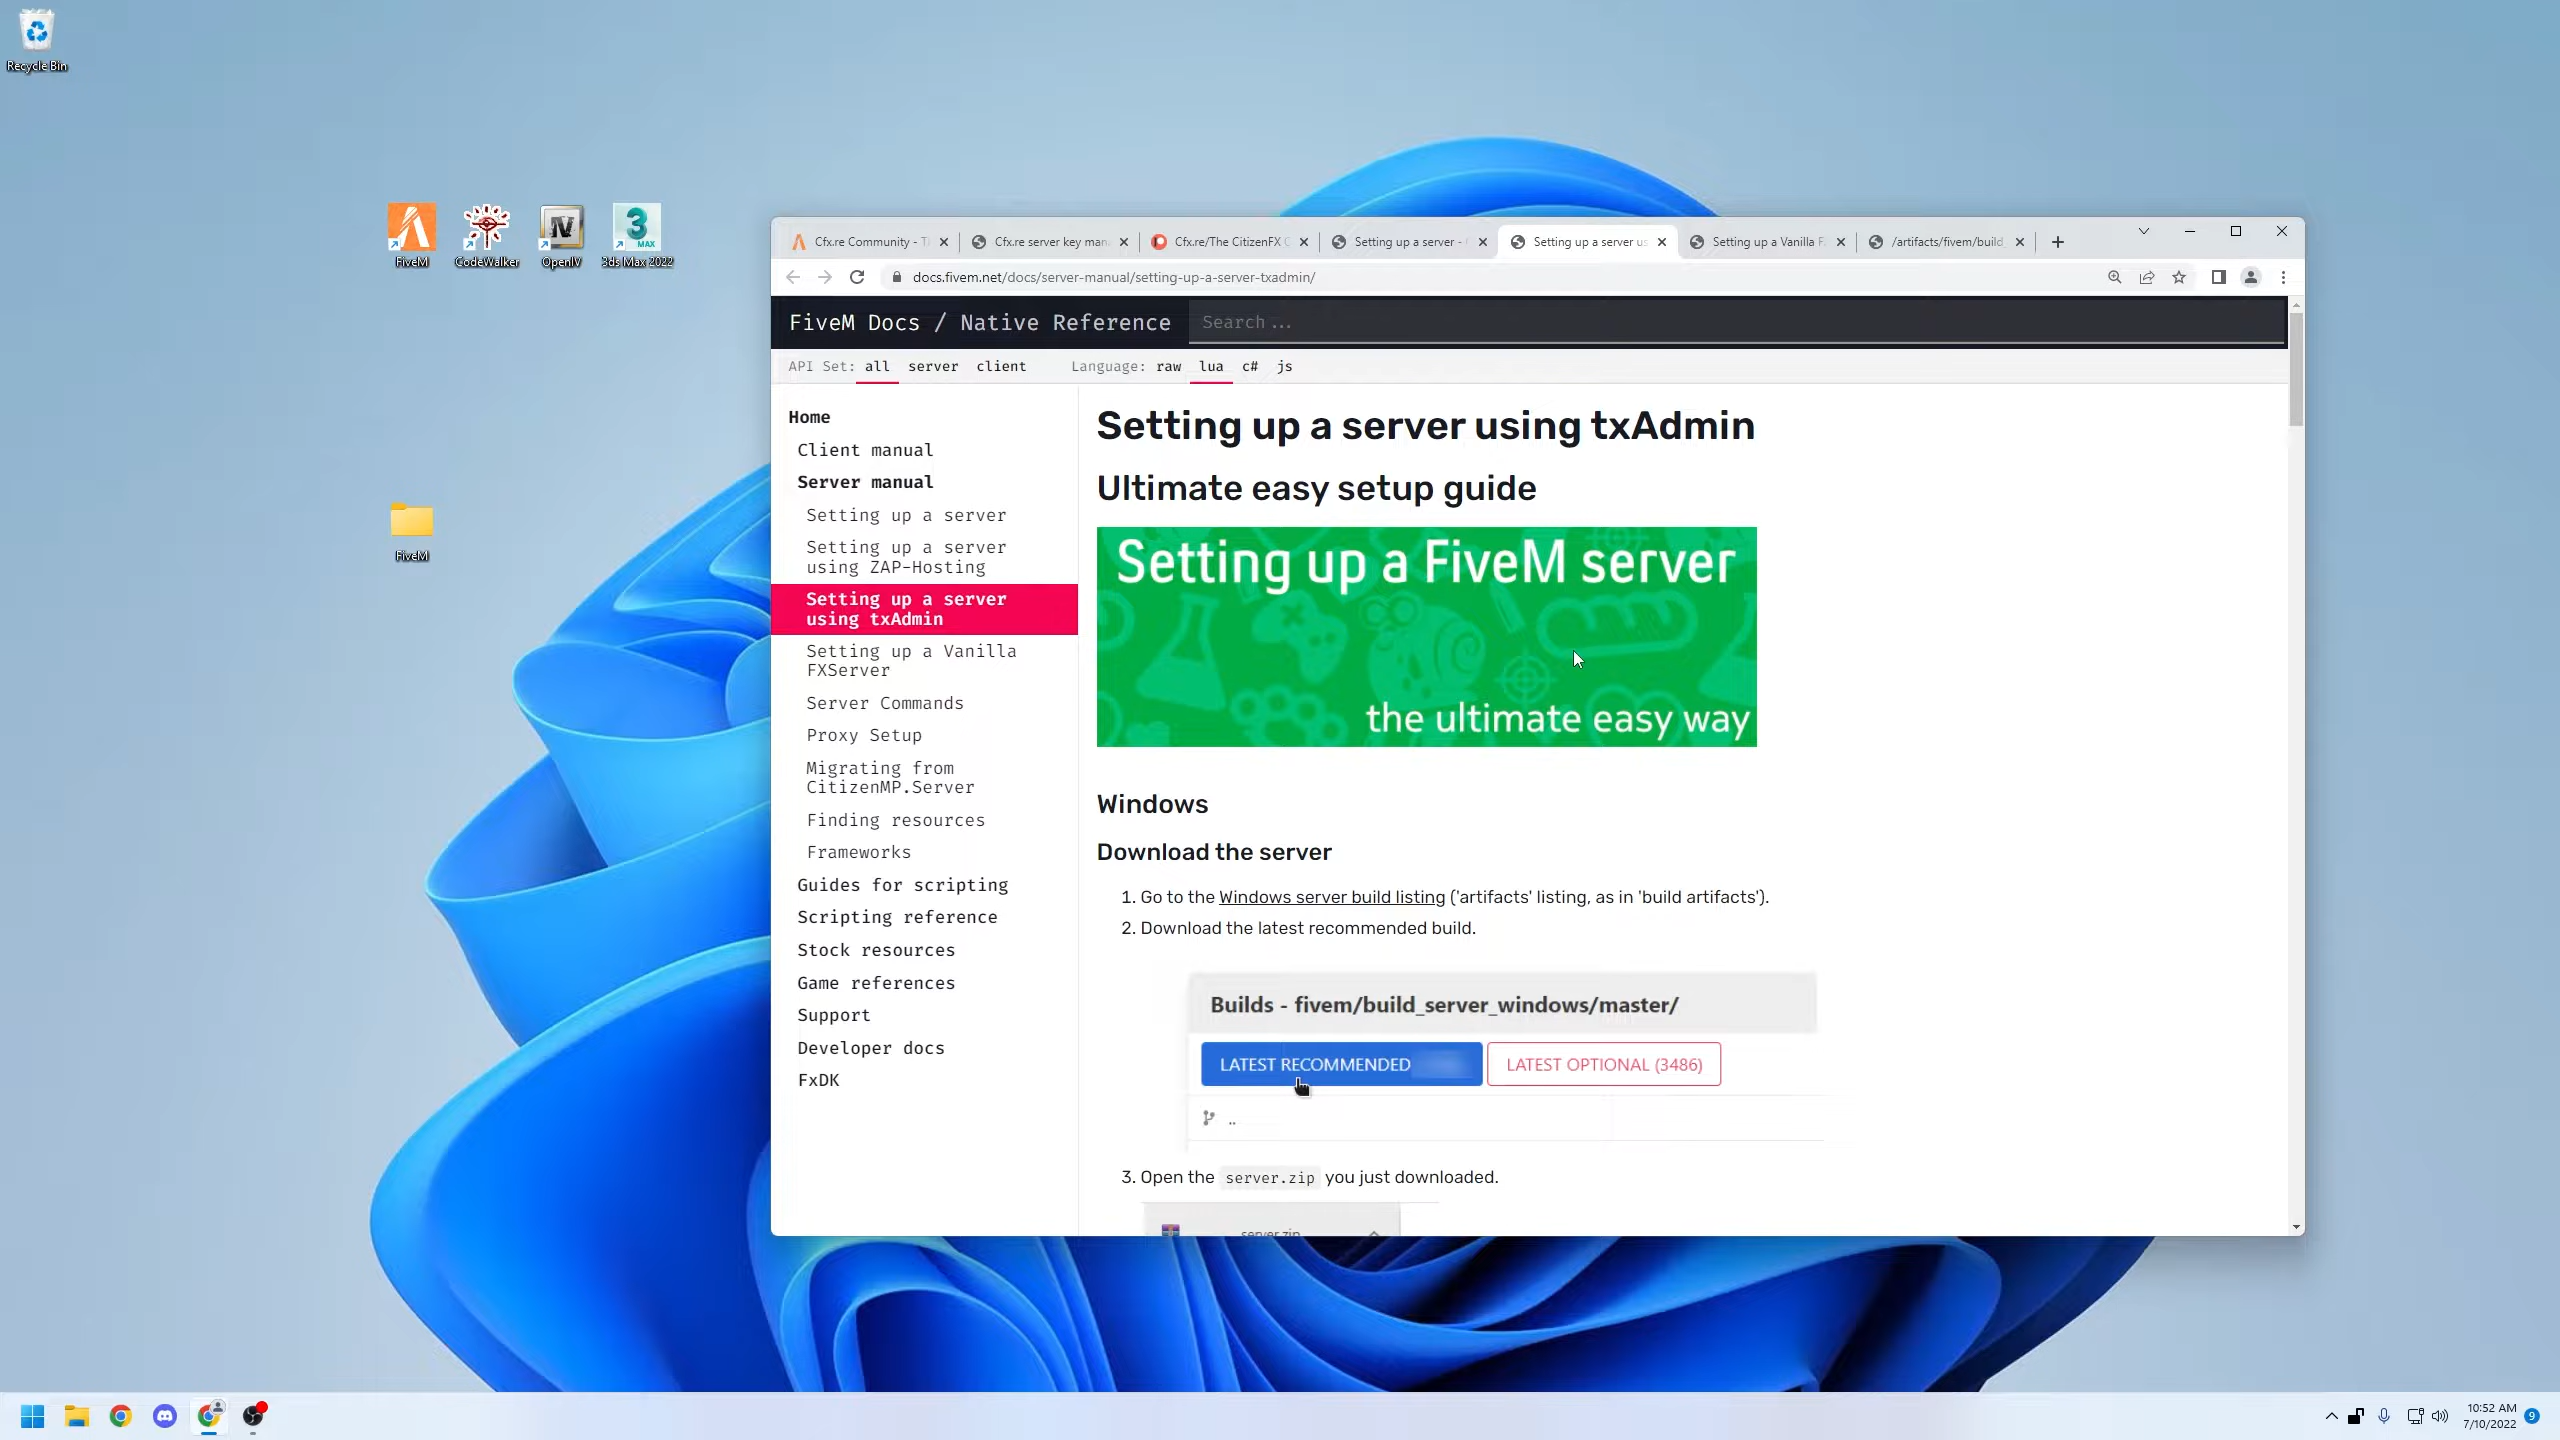 Recycle Bin
FiveM
CodeWalker
OpenIV
3ds Max 2022
FiveM
Cfx.re Community - T
Cfx.re server key man
Cfx.re/The CitizenFX C
Setting up a server -
Setting up a server us
Setting up a Vanilla F
/artifacts/fivem/build
docs.fivem.net/docs/server-manual/setting-up-a-server-txadmin/
FiveM Docs / Native Reference
Search ...
API Set: all server client Language: raw lua c# js
Home
Client manual
Server manual
Setting up a server
Setting up a server
using ZAP-Hosting
Setting up a server
using txAdmin
Setting up a Vanilla
FXServer
Server Commands
Proxy Setup
Migrating from
CitizenMP.Server
Finding resources
Frameworks
Guides for scripting
Scripting reference
Stock resources
Game references
Support
Developer docs
FxDK
Setting up a server using txAdmin
Ultimate easy setup guide
Setting up a FiveM server
the ultimate easy way
Windows
Download the server
1. Go to the Windows server build listing ('artifacts' listing, as in 'build artifacts').
2. Download the latest recommended build.
Builds - fivem/build_server_windows/master/
LATEST RECOMMENDED
LATEST OPTIONAL (3486)
..
3. Open the server.zip you just downloaded.
server.zip
10:52 AM
7/10/2022
9